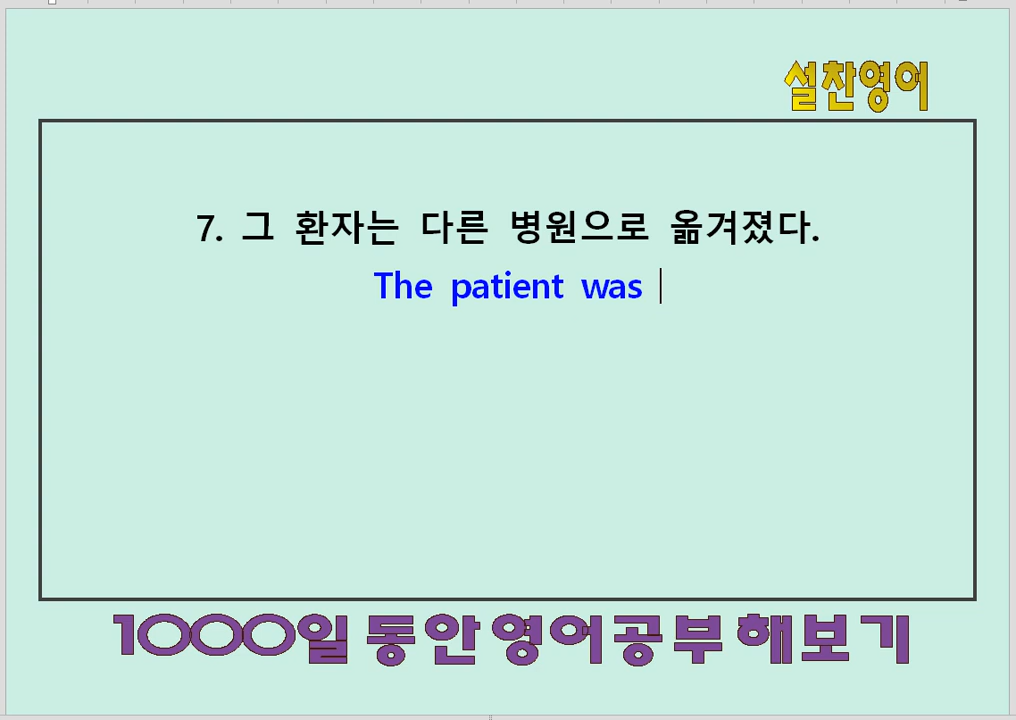 설찬영어
7. 그 환자는 다른 병원으로 옮겨졌다.
The patient was
1000일 동안 영어공부 해보기